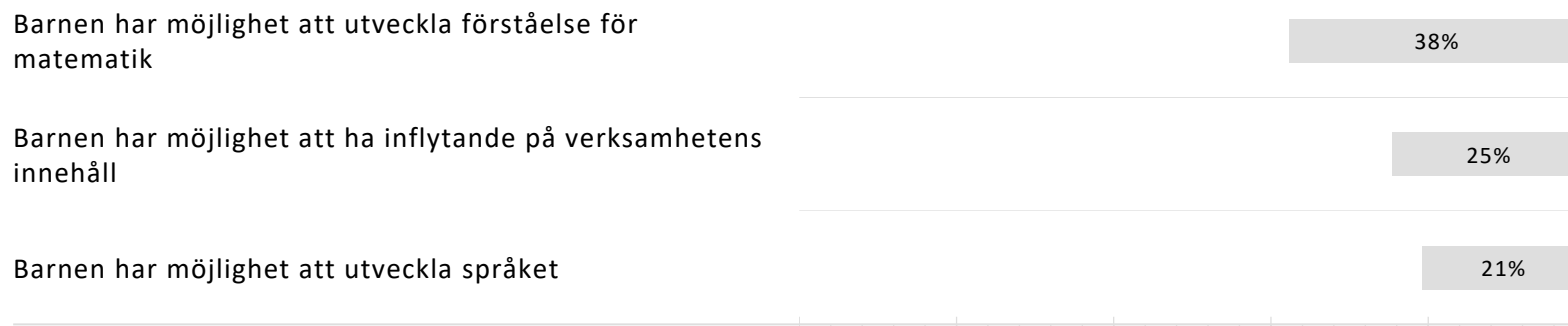 Barnen har möjlighet att utveckla förståelse för
matematik
38%
Barnen har möjlighet att ha inflytande på verksamhetens
innehåll
25%
Barnen har möjlighet att utveckla språket
21%